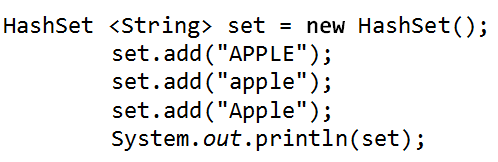 HashSet <String> set = new HashSet();
set.add("APPLE");
set.add("apple");
set.add("Apple");
System.out.println(set);